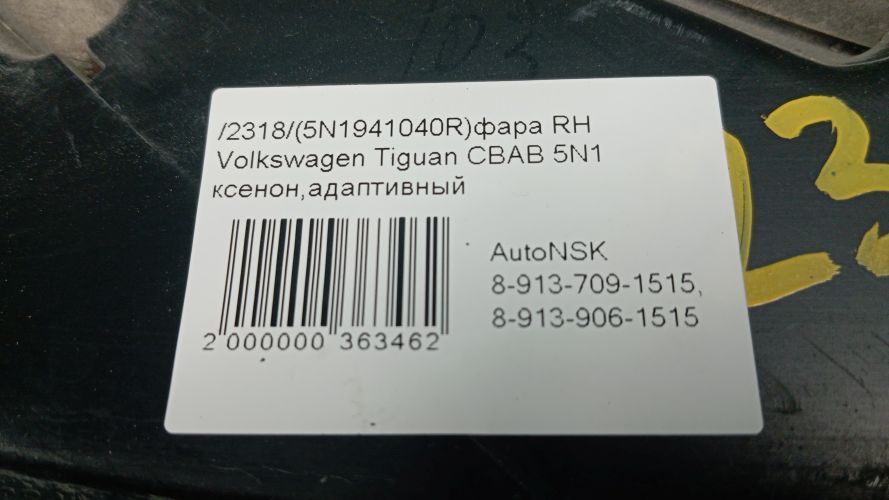 /2318/(5N1941040R)фара RH
Volkswagen Tiguan CBAB 5N1
ксенон,адаптивный
AutoNSK
8-913-709-1515,
8-913-906-1515
2 000000 363462